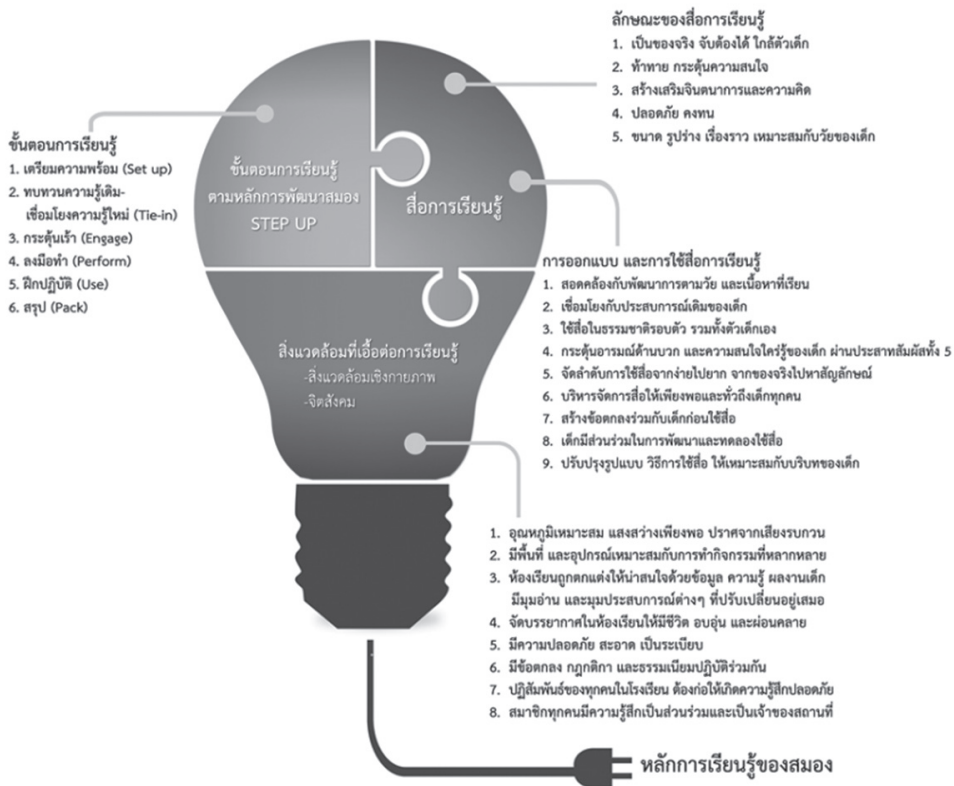 ลักษณะของสื่อการเรียนรู้
1. เป็นของจริง จับต้องได้ ใกล้ตัวเด็ก
2. ท้าทาย กระตุ้นความสนใจ
3. สร้างเสริมจินตนาการและความคิด
4. ปลอดภัย คงทน
5. ขนาด รูปร่าง เรื่องราว เหมาะสมกับวัยของเด็ก
ขั้นตอนการเรียนรู้
1. เตรียมความพร้อม (Set up)
2. ทบทวนความรู้เดิม-
เชื่อมโยงความรู้ใหม่ (Tie-in)
3. กระตุ้นเร้า (Engage)
4. ลงมือทำ (Perform)
5. ฝึกปฏิบัติ (Use)
6. สรุป (Pack)
ขั้นตอนการเรียนรู้
ตามหลักการพัฒนาสมอง
STEP UP
สื่อการเรียนรู้
การออกแบบ และการใช้สื่อการเรียนรู้
1. สอดคล้องกับพัฒนาการตามวัย และเนื้อหาที่เรียน
2. เชื่อมโยงกับประสบการณ์เดิมของเด็ก
3. ใช้สื่อในธรรมชาติรอบตัว รวมทั้งตัวเด็กเอง
4. กระตุ้นอารมณ์ด้านบวก และความสนใจใคร่รู้ของเด็ก ผ่านประสาทสัมผัสทั้ง 5
5. จัดลำดับการใช้สื่อจากง่ายไปยาก จากของจริงไปหาสัญลักษณ์
6. บริหารจัดการสื่อให้เพียงพอและทั่วถึงเด็กทุกคน
7. สร้างข้อตกลงร่วมกับเด็กก่อนใช้สื่อ
8. เด็กมีส่วนร่วมในการพัฒนาและทดลองใช้สื่อ
9. ปรับปรุงรูปแบบ วิธีการใช้สื่อ ให้เหมาะสมกับบริบทของเด็ก
สิ่งแวดล้อมที่เอื้อต่อการเรียนรู้
-สิ่งแวดล้อมเชิงกายภาพ
-จิตสังคม
1. อุณหภูมิเหมาะสม แสงสว่างเพียงพอ ปราศจากเสียงรบกวน
2. มีพื้นที่ และอุปกรณ์เหมาะสมกับการทำกิจกรรมที่หลากหลาย
3. ห้องเรียนถูกตกแต่งให้น่าสนใจด้วยข้อมูล ความรู้ ผลงานเด็ก
มีมุมอ่าน และมุมประสบการณ์ต่างๆ ที่ปรับเปลี่ยนอยู่เสมอ
4. จัดบรรยากาศในห้องเรียนให้มีชีวิต อบอุ่น และผ่อนคลาย
5. มีความปลอดภัย สะอาด เป็นระเบียบ
6. มีข้อตกลง กฎกติกา และธรรมเนียมปฏิบัติร่วมกัน
7. ปฏิสัมพันธ์ของทุกคนในโรงเรียน ต้องก่อให้เกิดความรู้สึกปลอดภัย
8. สมาชิกทุกคนมีความรู้สึกเป็นส่วนร่วมและเป็นเจ้าของสถานที่
หลักการเรียนรู้ของสมอง